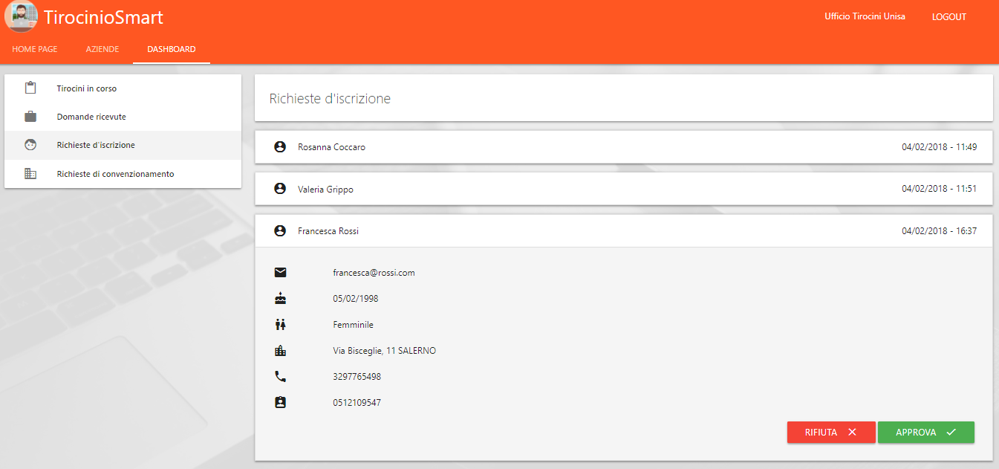 TirocinioSmart
Ufficio Tirocini Unisa
LOGOUT
HOME PAGE
AZIENDE
DASHBOARD
Tirocini in corso
Domande ricevute
Richieste d'iscrizione
Richieste di convenzionamento
Richieste d'iscrizione
Rosanna Coccaro 04/02/2018 - 11:49
Valeria Grippo 04/02/2018 - 11:51
Francesca Rossi 04/02/2018 - 16:37
francesca@rossi.com
05/02/1998
Femminile
Via Bisceglie, 11 SALERNO
3297765498
0512109547
RIFIUTA
APPROVA